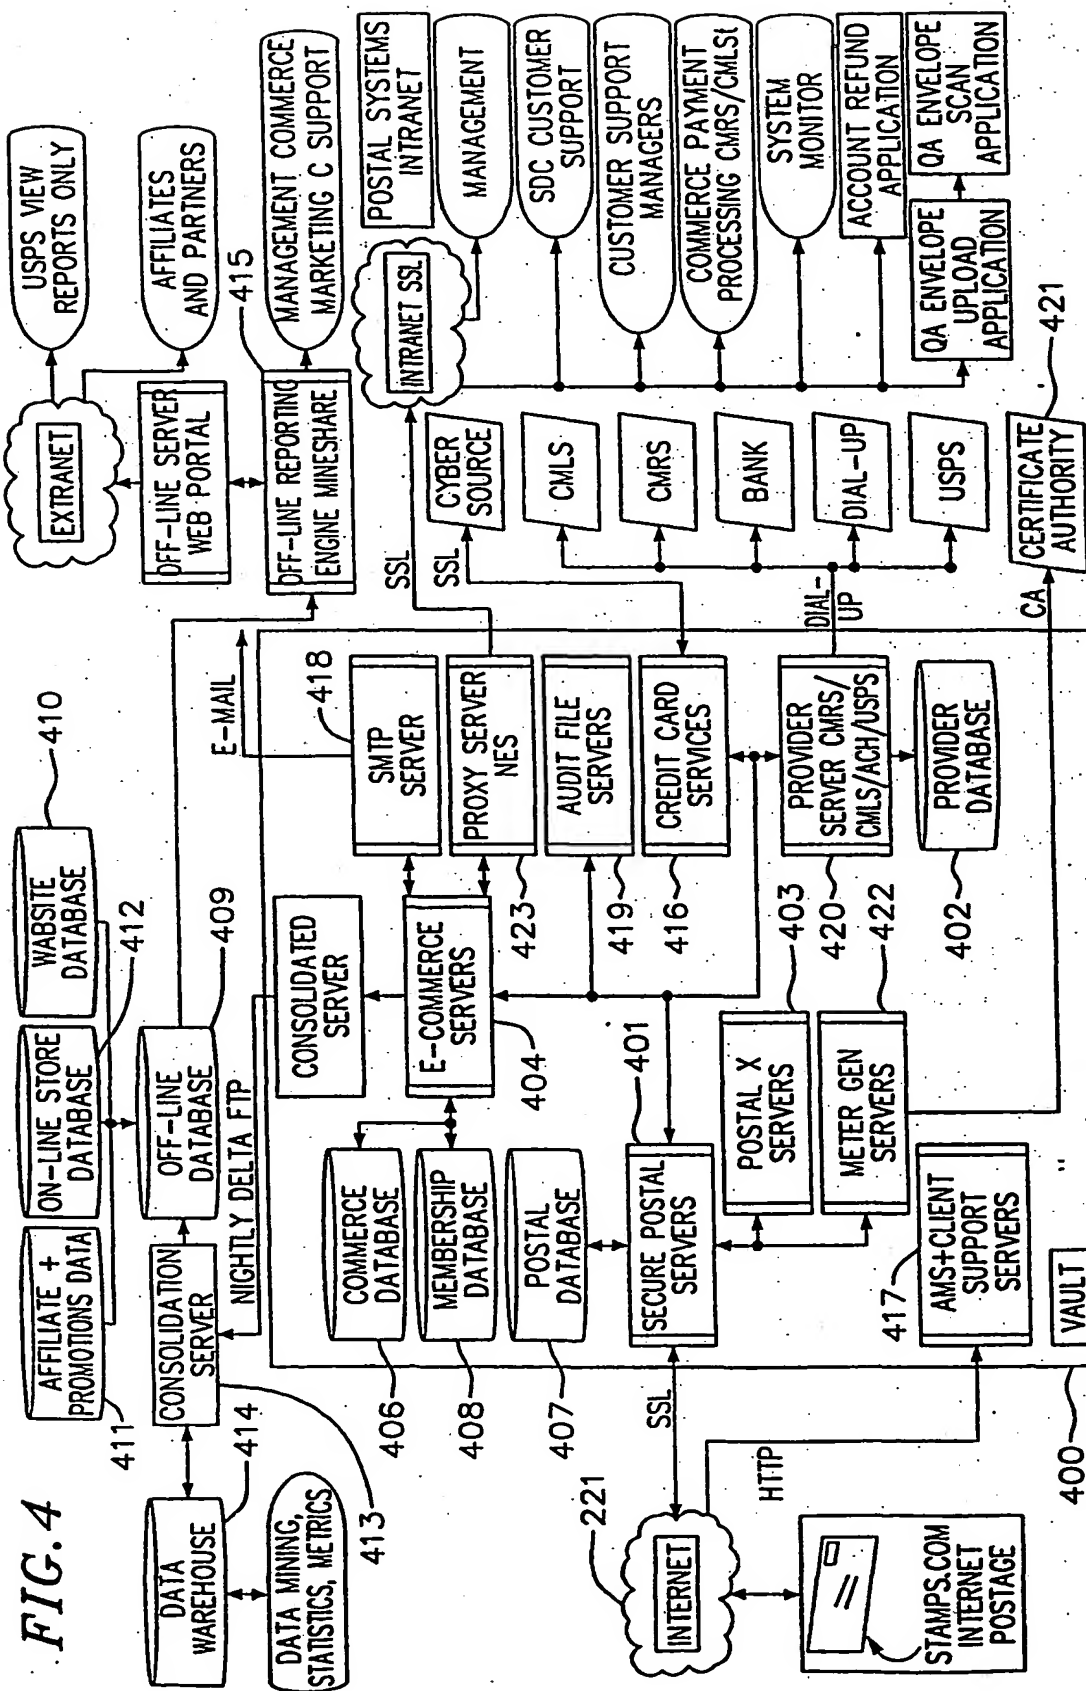 FIG. 4
DATA
WAREHOUSE
414
DATA MINING,
STATISTICS, METRICS
413
AFFILIATE +
PROMOTIONS DATA
411
ON-LINE STORE
DATABASE
412
WABSITE
DATABASE
410
CONSOLIDATION
SERVER
OFF-LINE
DATABASE
409
NIGHTLY DELTA FTP
EXTRANET
USPS VIEW
REPORTS ONLY
AFFILIATES
AND PARTNERS
OFF-LINE SERVER
WEB PORTAL
415
OFF-LINE REPORTING
ENGINE MINESHARE
MANAGEMENT COMMERCE
MARKETING C SUPPORT
E-MAIL
CONSOLIDATED
SERVER
418
SMTP
SERVER
SSL
INTRANET SSL
POSTAL SYSTEMS
INTRANET
COMMERCE
DATABASE
406
E-COMMERCE
SERVERS
404
PROXY SERVER
NES
423
MEMBERSHIP
DATABASE
408
SSL
CYBER
SOURCE
MANAGEMENT
POSTAL
DATABASE
407
AUDIT FILE
SERVERS
419
CMLS
SDC CUSTOMER
SUPPORT
SSL
SECURE POSTAL
SERVERS
401
CREDIT CARD
SERVICES
416
CMRS
CUSTOMER SUPPORT
MANAGERS
221
INTERNET
HTTP
POSTAL X
SERVERS
403
BANK
COMMERCE PAYMENT
PROCESSING CMRS/CMLSt
PROVIDER
SERVER CMRS/
CMLS/ACH/USPS
420
DIAL-
UP
DIAL-UP
SYSTEM
MONITOR
METER GEN
SERVERS
422
PROVIDER
DATABASE
402
USPS
ACCOUNT REFUND
APPLICATION
STAMPS.COM
INTERNET
POSTAGE
417
AMS+CLIENT
SUPPORT
SERVERS
CA
CERTIFICATE
AUTHORITY
421
QA ENVELOPE
UPLOAD
APPLICATION
QA ENVELOPE
SCAN
APPLICATION
400
VAULT